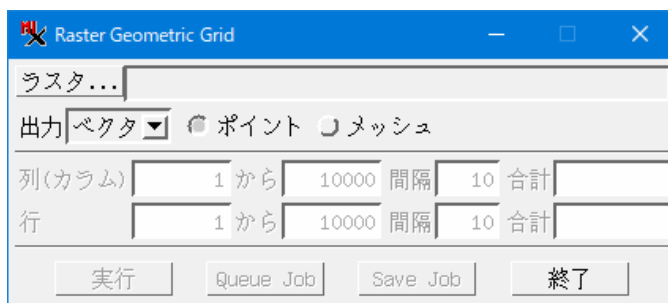 Raster Geometric Grid
ラスタ...
出力 ベクタ ポイント メッシュ
列(カラム) 1 から 10000 間隔 10 合計
行 1 から 10000 間隔 10 合計
実行 Queue Job Save Job 終了